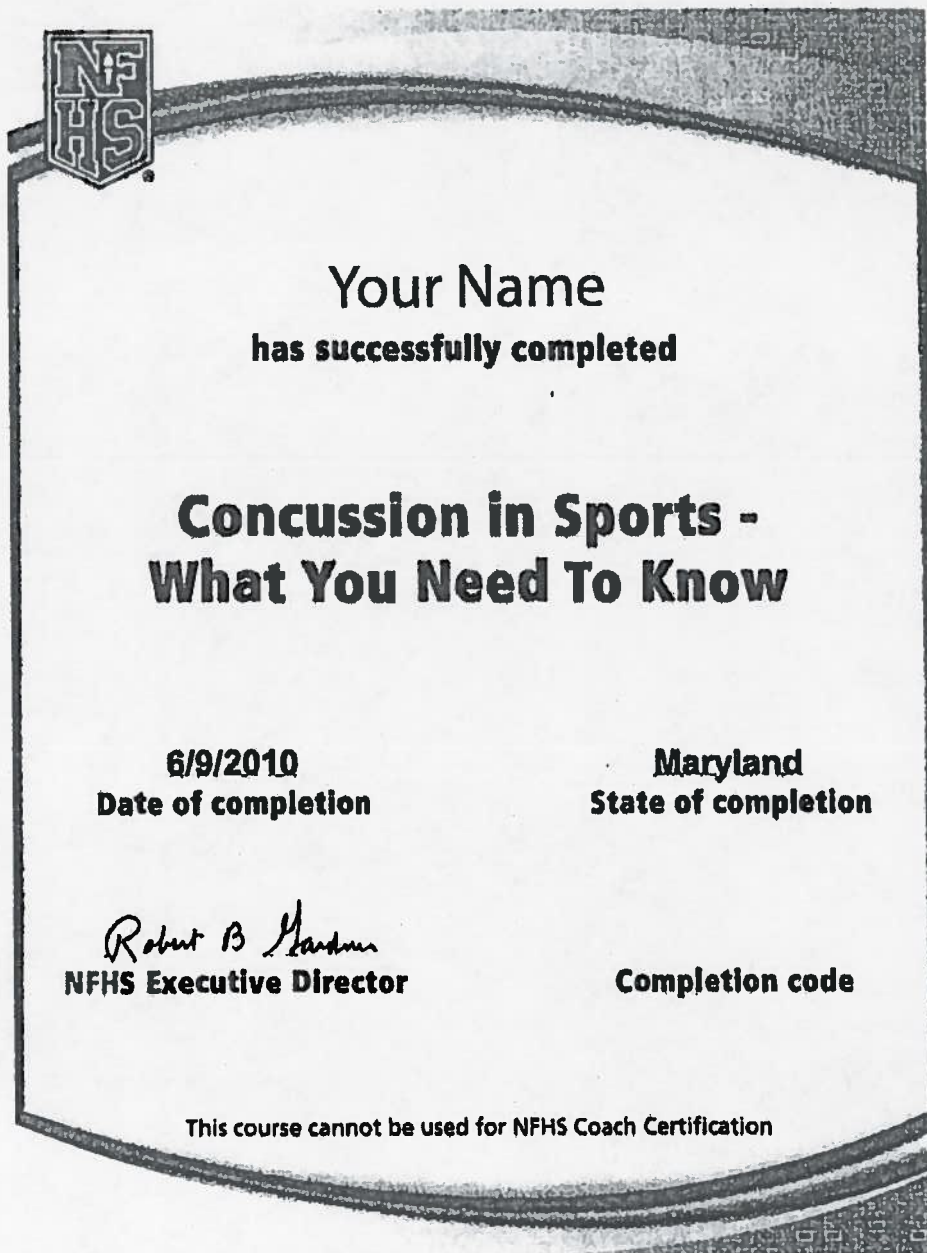 NF
HS
Your Name
has successfully completed
Concussion in Sports -
What You Need To Know
6/9/2010
Date of completion
Maryland
State of completion
Robert B Gardner
NFHS Executive Director
Completion code
This course cannot be used for NFHS Coach Certification